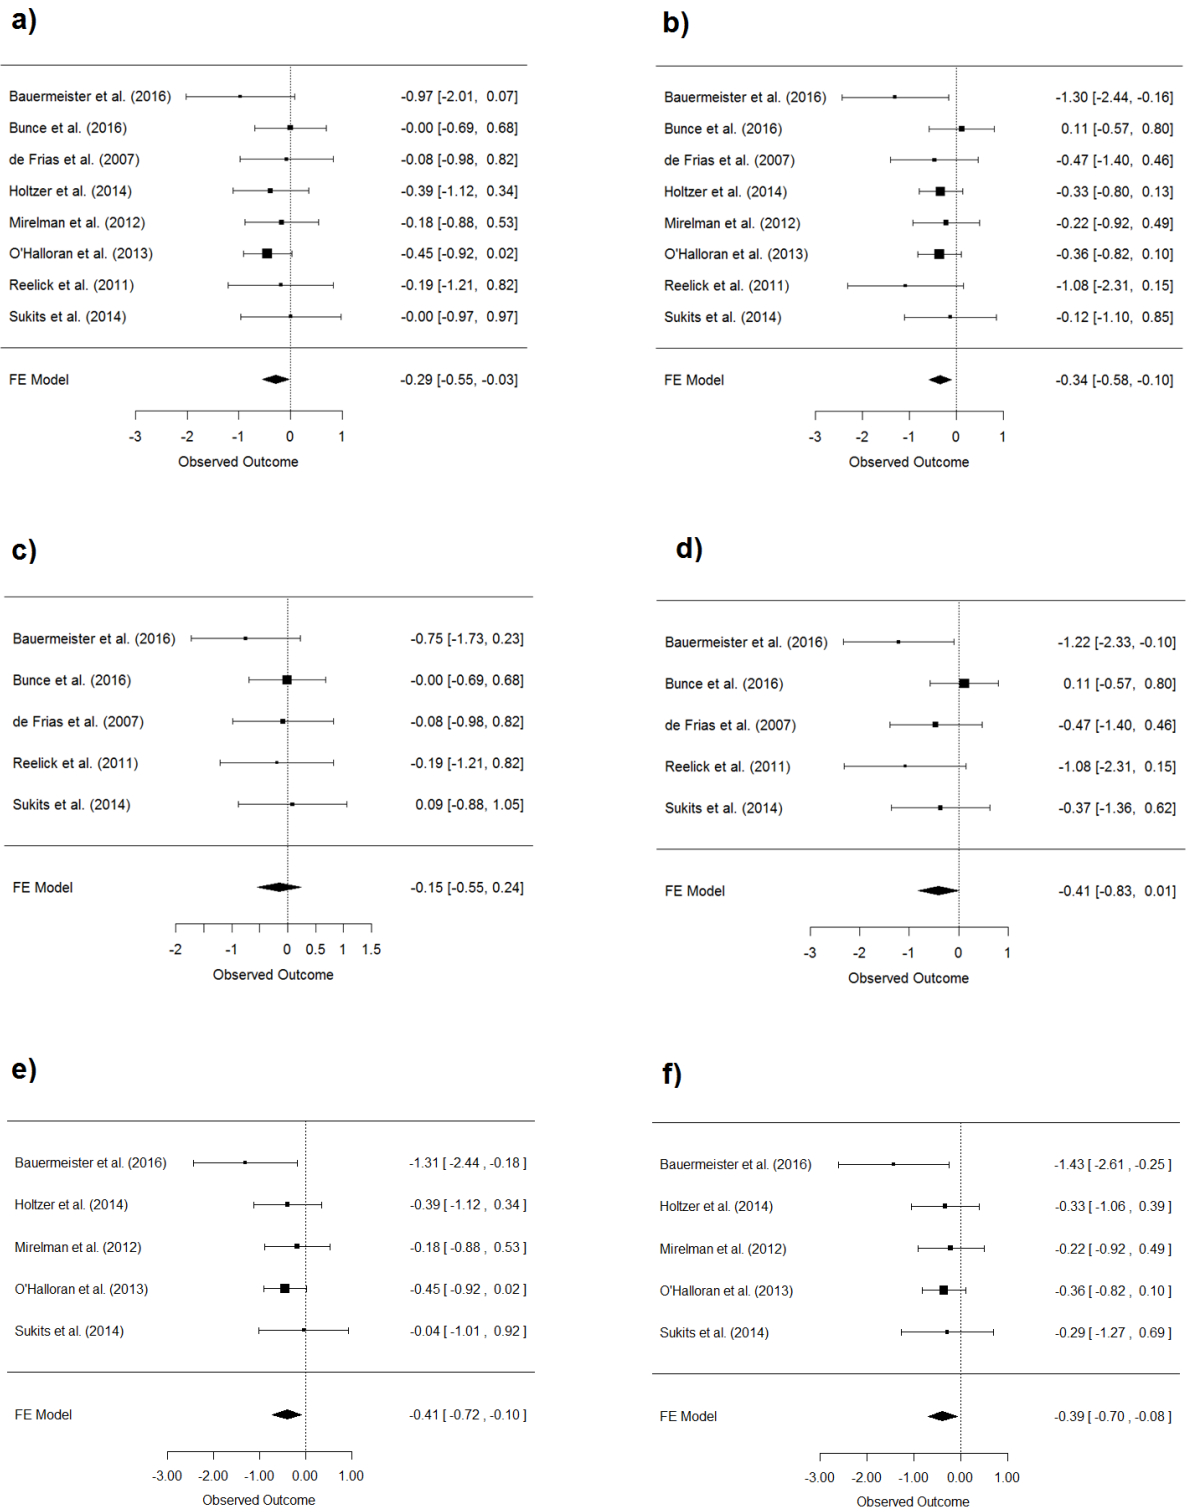 a)
Bauermeister et al. (2016) -0.97 [-2.01, 0.07]
Bunce et al. (2016) -0.00 [-0.69, 0.68]
de Frias et al. (2007) -0.08 [-0.98, 0.82]
Holtzer et al. (2014) -0.39 [-1.12, 0.34]
Mirelman et al. (2012) -0.18 [-0.88, 0.53]
O'Halloran et al. (2013) -0.45 [-0.92, 0.02]
Reelick et al. (2011) -0.19 [-1.21, 0.82]
Sukits et al. (2014) -0.00 [-0.97, 0.97]
FE Model -0.29 [-0.55, -0.03]
-3 -2 -1 0 1
Observed Outcome
b)
Bauermeister et al. (2016) -1.30 [-2.44, -0.16]
Bunce et al. (2016) 0.11 [-0.57, 0.80]
de Frias et al. (2007) -0.47 [-1.40, 0.46]
Holtzer et al. (2014) -0.33 [-0.80, 0.13]
Mirelman et al. (2012) -0.22 [-0.92, 0.49]
O'Halloran et al. (2013) -0.36 [-0.82, 0.10]
Reelick et al. (2011) -1.08 [-2.31, 0.15]
Sukits et al. (2014) -0.12 [-1.10, 0.85]
FE Model -0.34 [-0.58, -0.10]
-3 -2 -1 0 1
Observed Outcome
c)
Bauermeister et al. (2016) -0.75 [-1.73, 0.23]
Bunce et al. (2016) -0.00 [-0.69, 0.68]
de Frias et al. (2007) -0.08 [-0.98, 0.82]
Reelick et al. (2011) -0.19 [-1.21, 0.82]
Sukits et al. (2014) 0.09 [-0.88, 1.05]
FE Model -0.15 [-0.55, 0.24]
-2 -1 0 0.5 1 1.5
Observed Outcome
d)
Bauermeister et al. (2016) -1.22 [-2.33, -0.10]
Bunce et al. (2016) 0.11 [-0.57, 0.80]
de Frias et al. (2007) -0.47 [-1.40, 0.46]
Reelick et al. (2011) -1.08 [-2.31, 0.15]
Sukits et al. (2014) -0.37 [-1.36, 0.62]
FE Model -0.41 [-0.83, 0.01]
-3 -2 -1 0 1
Observed Outcome
e)
Bauermeister et al. (2016) -1.31 [ -2.44 , -0.18 ]
Holtzer et al. (2014) -0.39 [ -1.12 , 0.34 ]
Mirelman et al. (2012) -0.18 [ -0.88 , 0.53 ]
O'Halloran et al. (2013) -0.45 [ -0.92 , 0.02 ]
Sukits et al. (2014) -0.04 [ -1.01 , 0.92 ]
FE Model -0.41 [ -0.72 , -0.10 ]
-3.00 -2.00 -1.00 0.00 1.00
Observed Outcome
f)
Bauermeister et al. (2016) -1.43 [ -2.61 , -0.25 ]
Holtzer et al. (2014) -0.33 [ -1.06 , 0.39 ]
Mirelman et al. (2012) -0.22 [ -0.92 , 0.49 ]
O'Halloran et al. (2013) -0.36 [ -0.82 , 0.10 ]
Sukits et al. (2014) -0.29 [ -1.27 , 0.69 ]
FE Model -0.39 [ -0.70 , -0.08 ]
-3.00 -2.00 -1.00 0.00 1.00
Observed Outcome